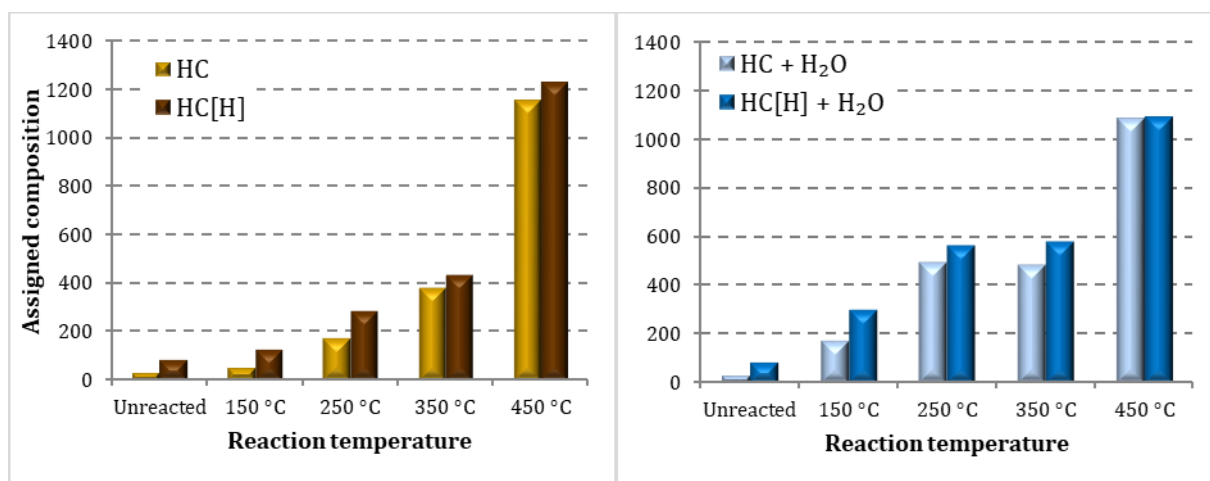 1400
1200
1000
800
600
400
200
0
Assigned composition
HC
HC[H]
Unreacted 150 °C 250 °C 350 °C 450 °C
Reaction temperature
1400
1200
1000
800
600
400
200
0
HC + H₂O
HC[H] + H₂O
Unreacted 150 °C 250 °C 350 °C 450 °C
Reaction temperature